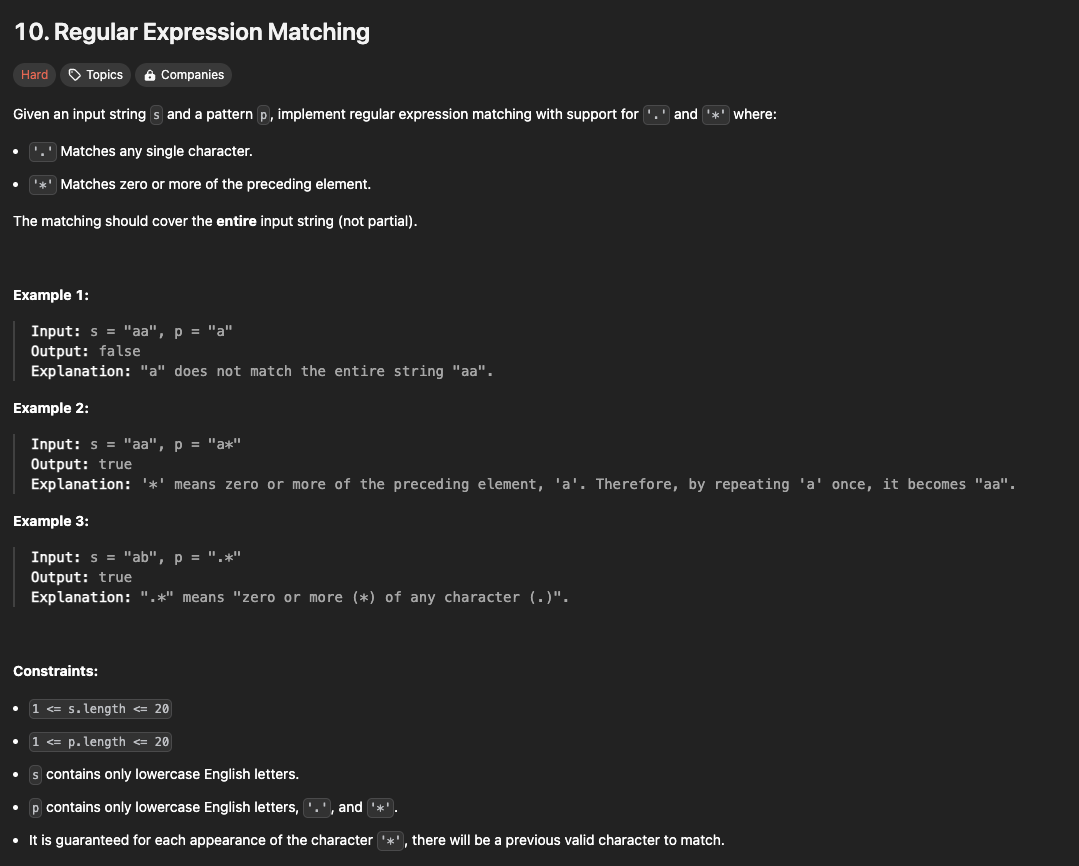 10. Regular Expression Matching
Hard Topics Companies
Given an input string s and a pattern p, implement regular expression matching with support for '.' and '*' where:
• '.' Matches any single character.
• '*' Matches zero or more of the preceding element.
The matching should cover the entire input string (not partial).
Example 1:
Input: s = "aa", p = "a"
Output: false
Explanation: "a" does not match the entire string "aa".
Example 2:
Input: s = "aa", p = "a*"
Output: true
Explanation: '*' means zero or more of the preceding element, 'a'. Therefore, by repeating 'a' once, it becomes "aa".
Example 3:
Input: s = "ab", p = ".*"
Output: true
Explanation: ".*" means "zero or more (*) of any character (.)".
Constraints:
• 1 <= s.length <= 20
• 1 <= p.length <= 20
• s contains only lowercase English letters.
• p contains only lowercase English letters, '.', and '*'.
• It is guaranteed for each appearance of the character '*', there will be a previous valid character to match.